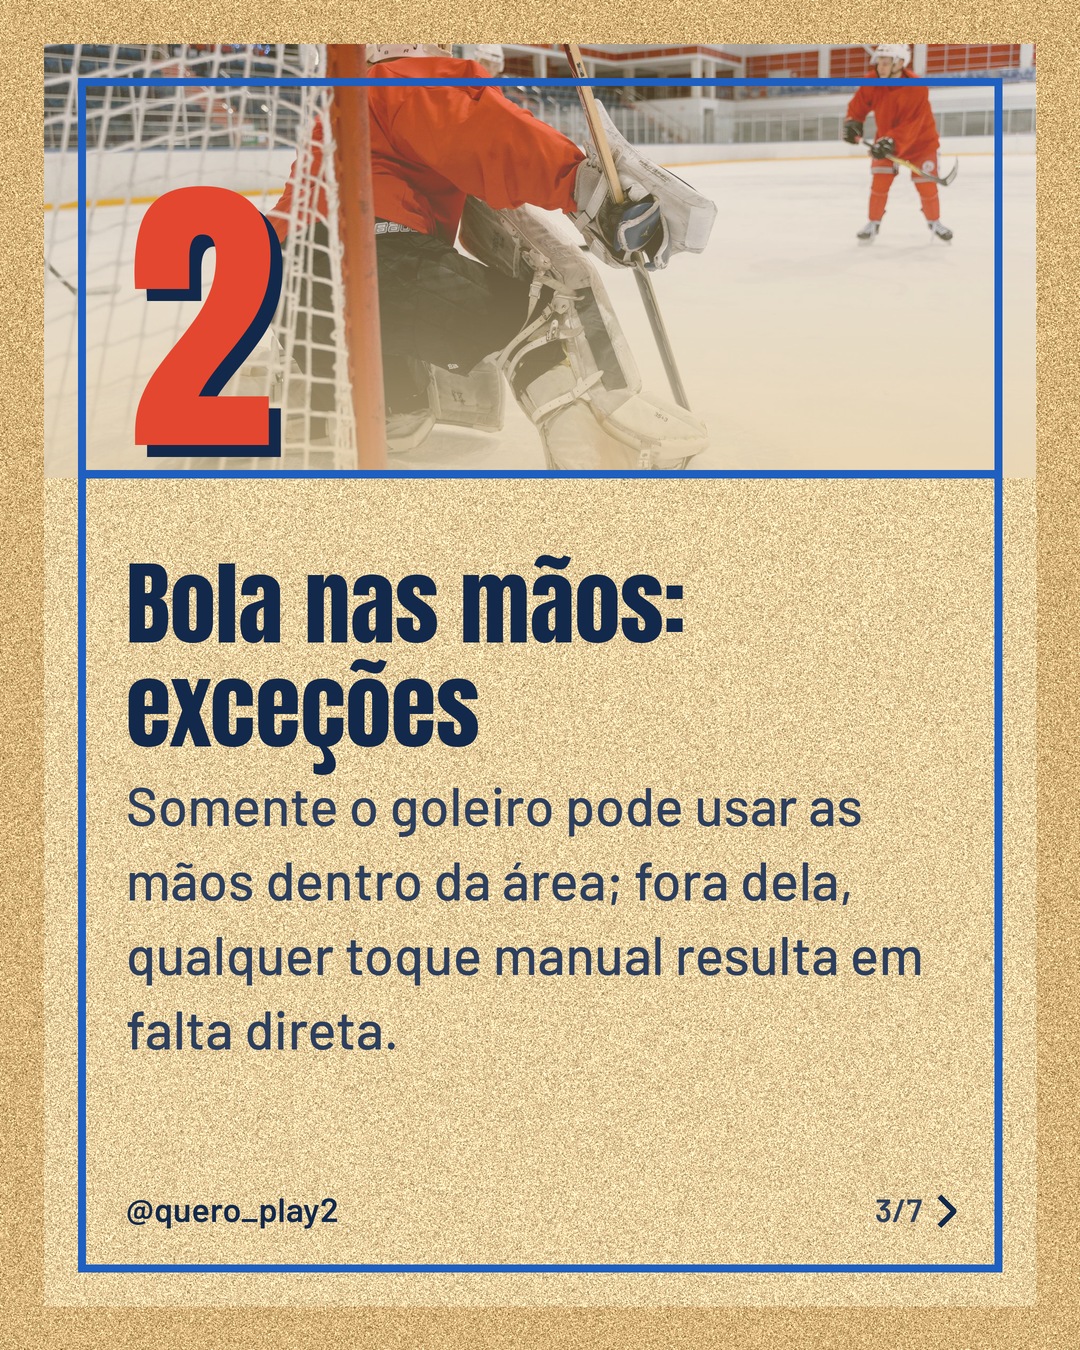 2
Bola nas mãos:
exceções
Somente o goleiro pode usar as
mãos dentro da área; fora dela,
qualquer toque manual resulta em
falta direta.
@quero_play2
3/7